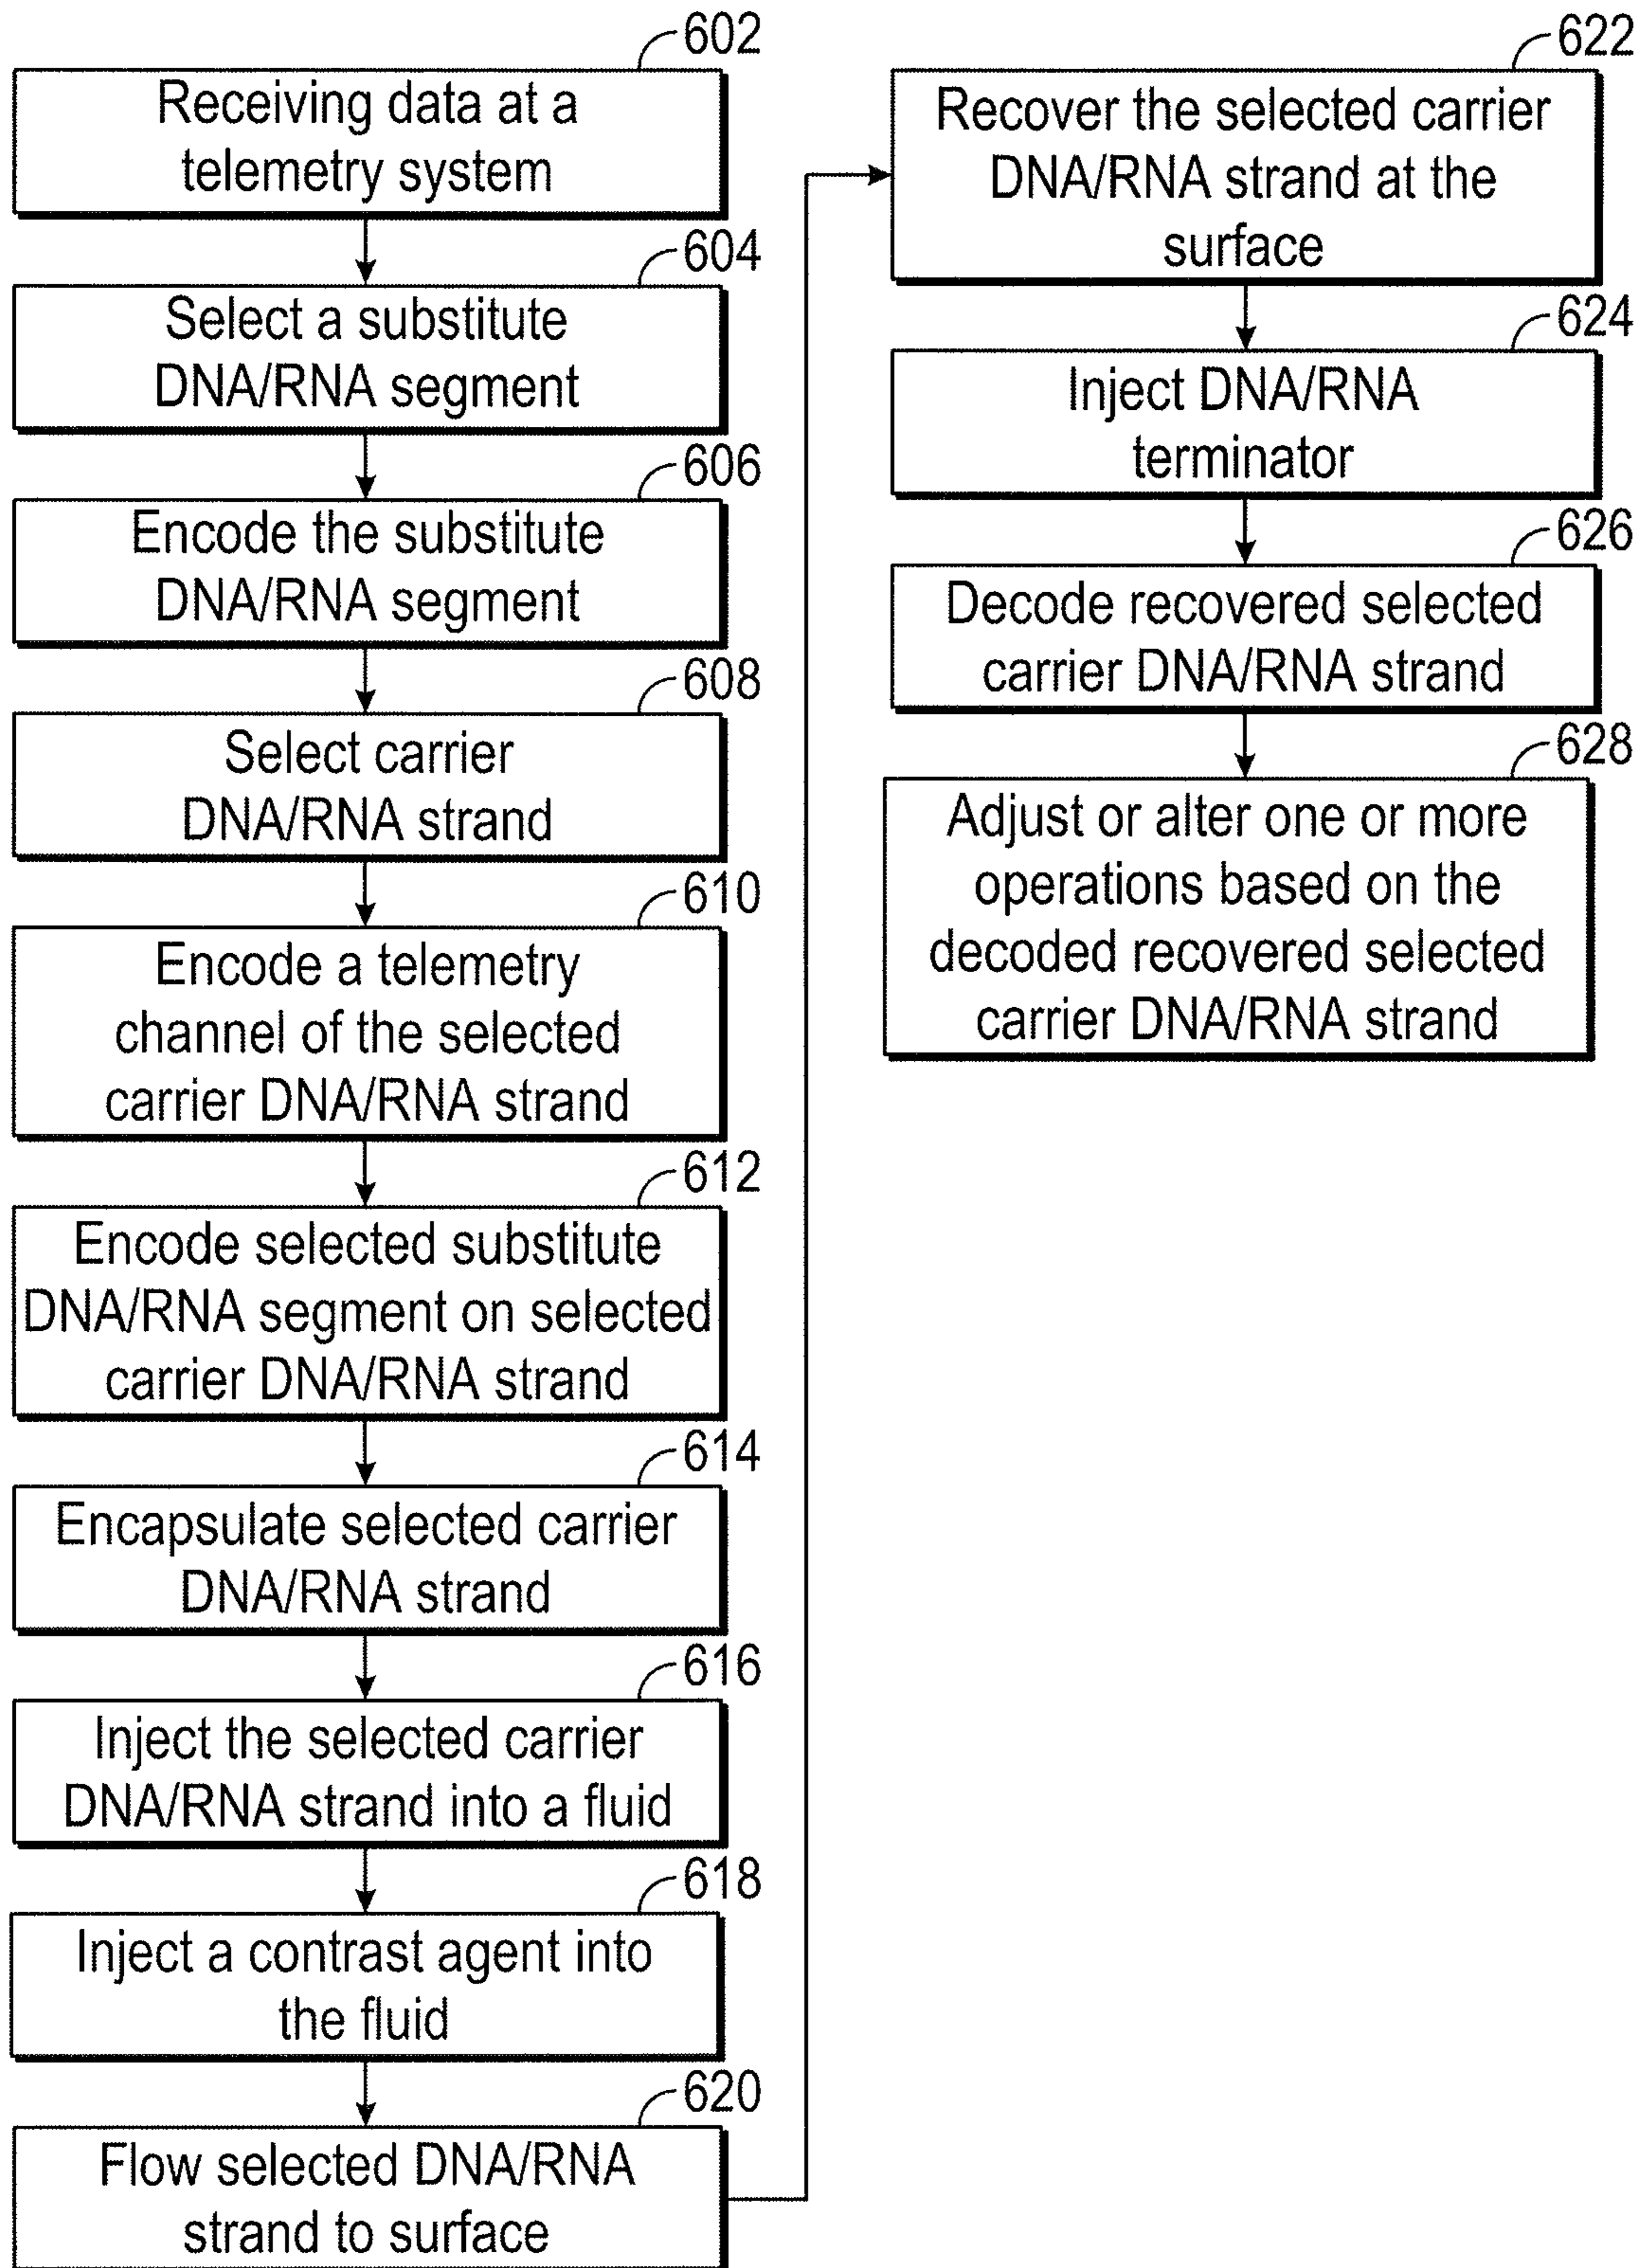 602
Receiving data at a
telemetry system
604
Select a substitute
DNA/RNA segment
606
Encode the substitute
DNA/RNA segment
608
Select carrier
DNA/RNA strand
610
Encode a telemetry
channel of the selected
carrier DNA/RNA strand
612
Encode selected substitute
DNA/RNA segment on selected
carrier DNA/RNA strand
614
Encapsulate selected carrier
DNA/RNA strand
616
Inject the selected carrier
DNA/RNA strand into a fluid
618
Inject a contrast agent into
the fluid
620
Flow selected DNA/RNA
strand to surface
622
Recover the selected carrier
DNA/RNA strand at the
surface
624
Inject DNA/RNA
terminator
626
Decode recovered selected
carrier DNA/RNA strand
628
Adjust or alter one or more
operations based on the
decoded recovered selected
carrier DNA/RNA strand